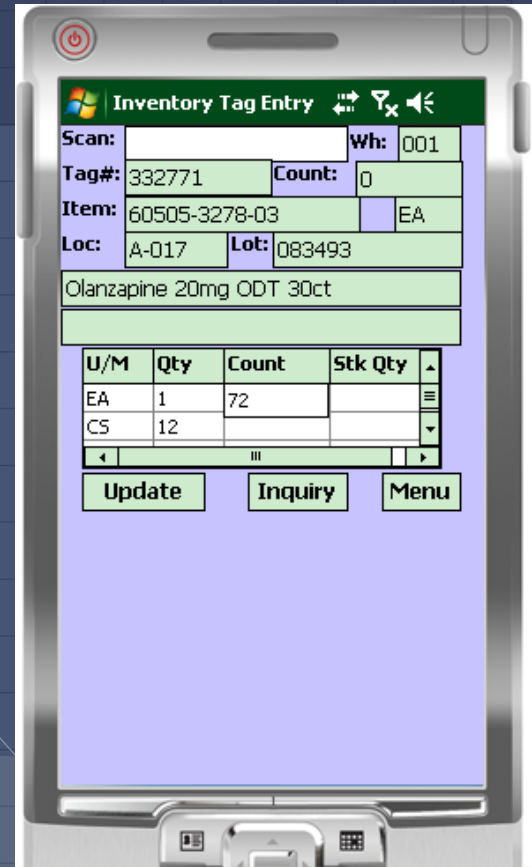 Inventory Tag Entry
Scan: Wh: 001
Tag#: 332771 Count: 0
Item: 60505-3278-03 EA
Loc: A-017 Lot: 083493
Olanzapine 20mg ODT 30ct
U/M Qty Count Stk Qty
EA 1 72
CS 12
Update Inquiry Menu